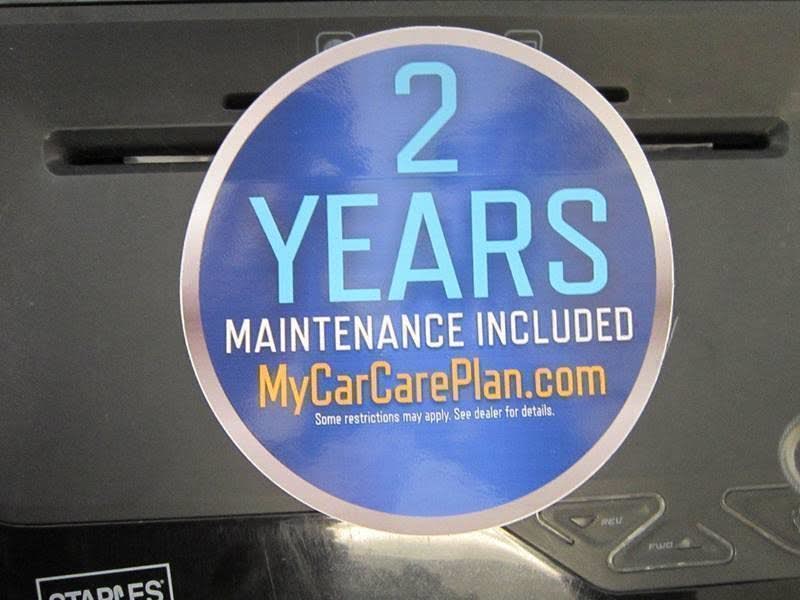 2
YEARS
MAINTENANCE INCLUDED
MyCarCarePlan.com
Some restrictions may apply. See dealer for details.
REV
FWD
STAPLES